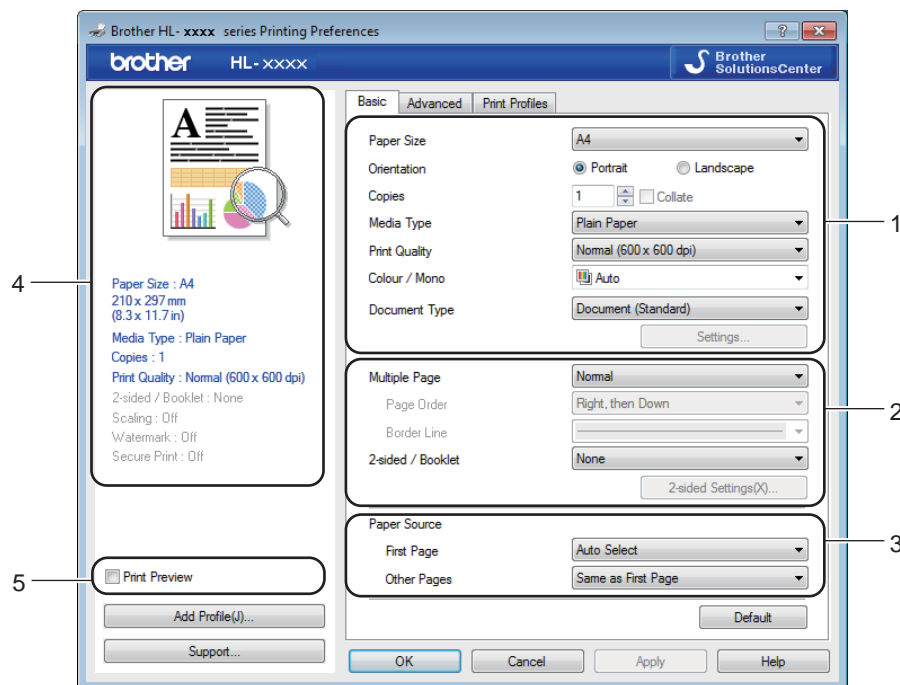 Brother HL- xxxx series Printing Preferences
brother HL-xxxx
Brother
SolutionsCenter
A
Paper Size : A4
210 x 297 mm
(8.3 x 11.7 in)
Media Type : Plain Paper
Copies : 1
Print Quality : Normal (600 x 600 dpi)
2-sided / Booklet : None
Scaling : Off
Watermark : Off
Secure Print : Off
4
Print Preview
5
Add Profile(J)...
Support...
Basic Advanced Print Profiles
Paper Size A4
Orientation Portrait Landscape
Copies 1 Collate
Media Type Plain Paper
1
Print Quality Normal (600 x 600 dpi)
Colour / Mono Auto
Document Type Document (Standard)
Settings...
Multiple Page Normal
Page Order Right, then Down
2
Border Line
2-sided / Booklet None
2-sided Settings(X)...
Paper Source
First Page Auto Select
3
Other Pages Same as First Page
Default
OK Cancel Apply Help